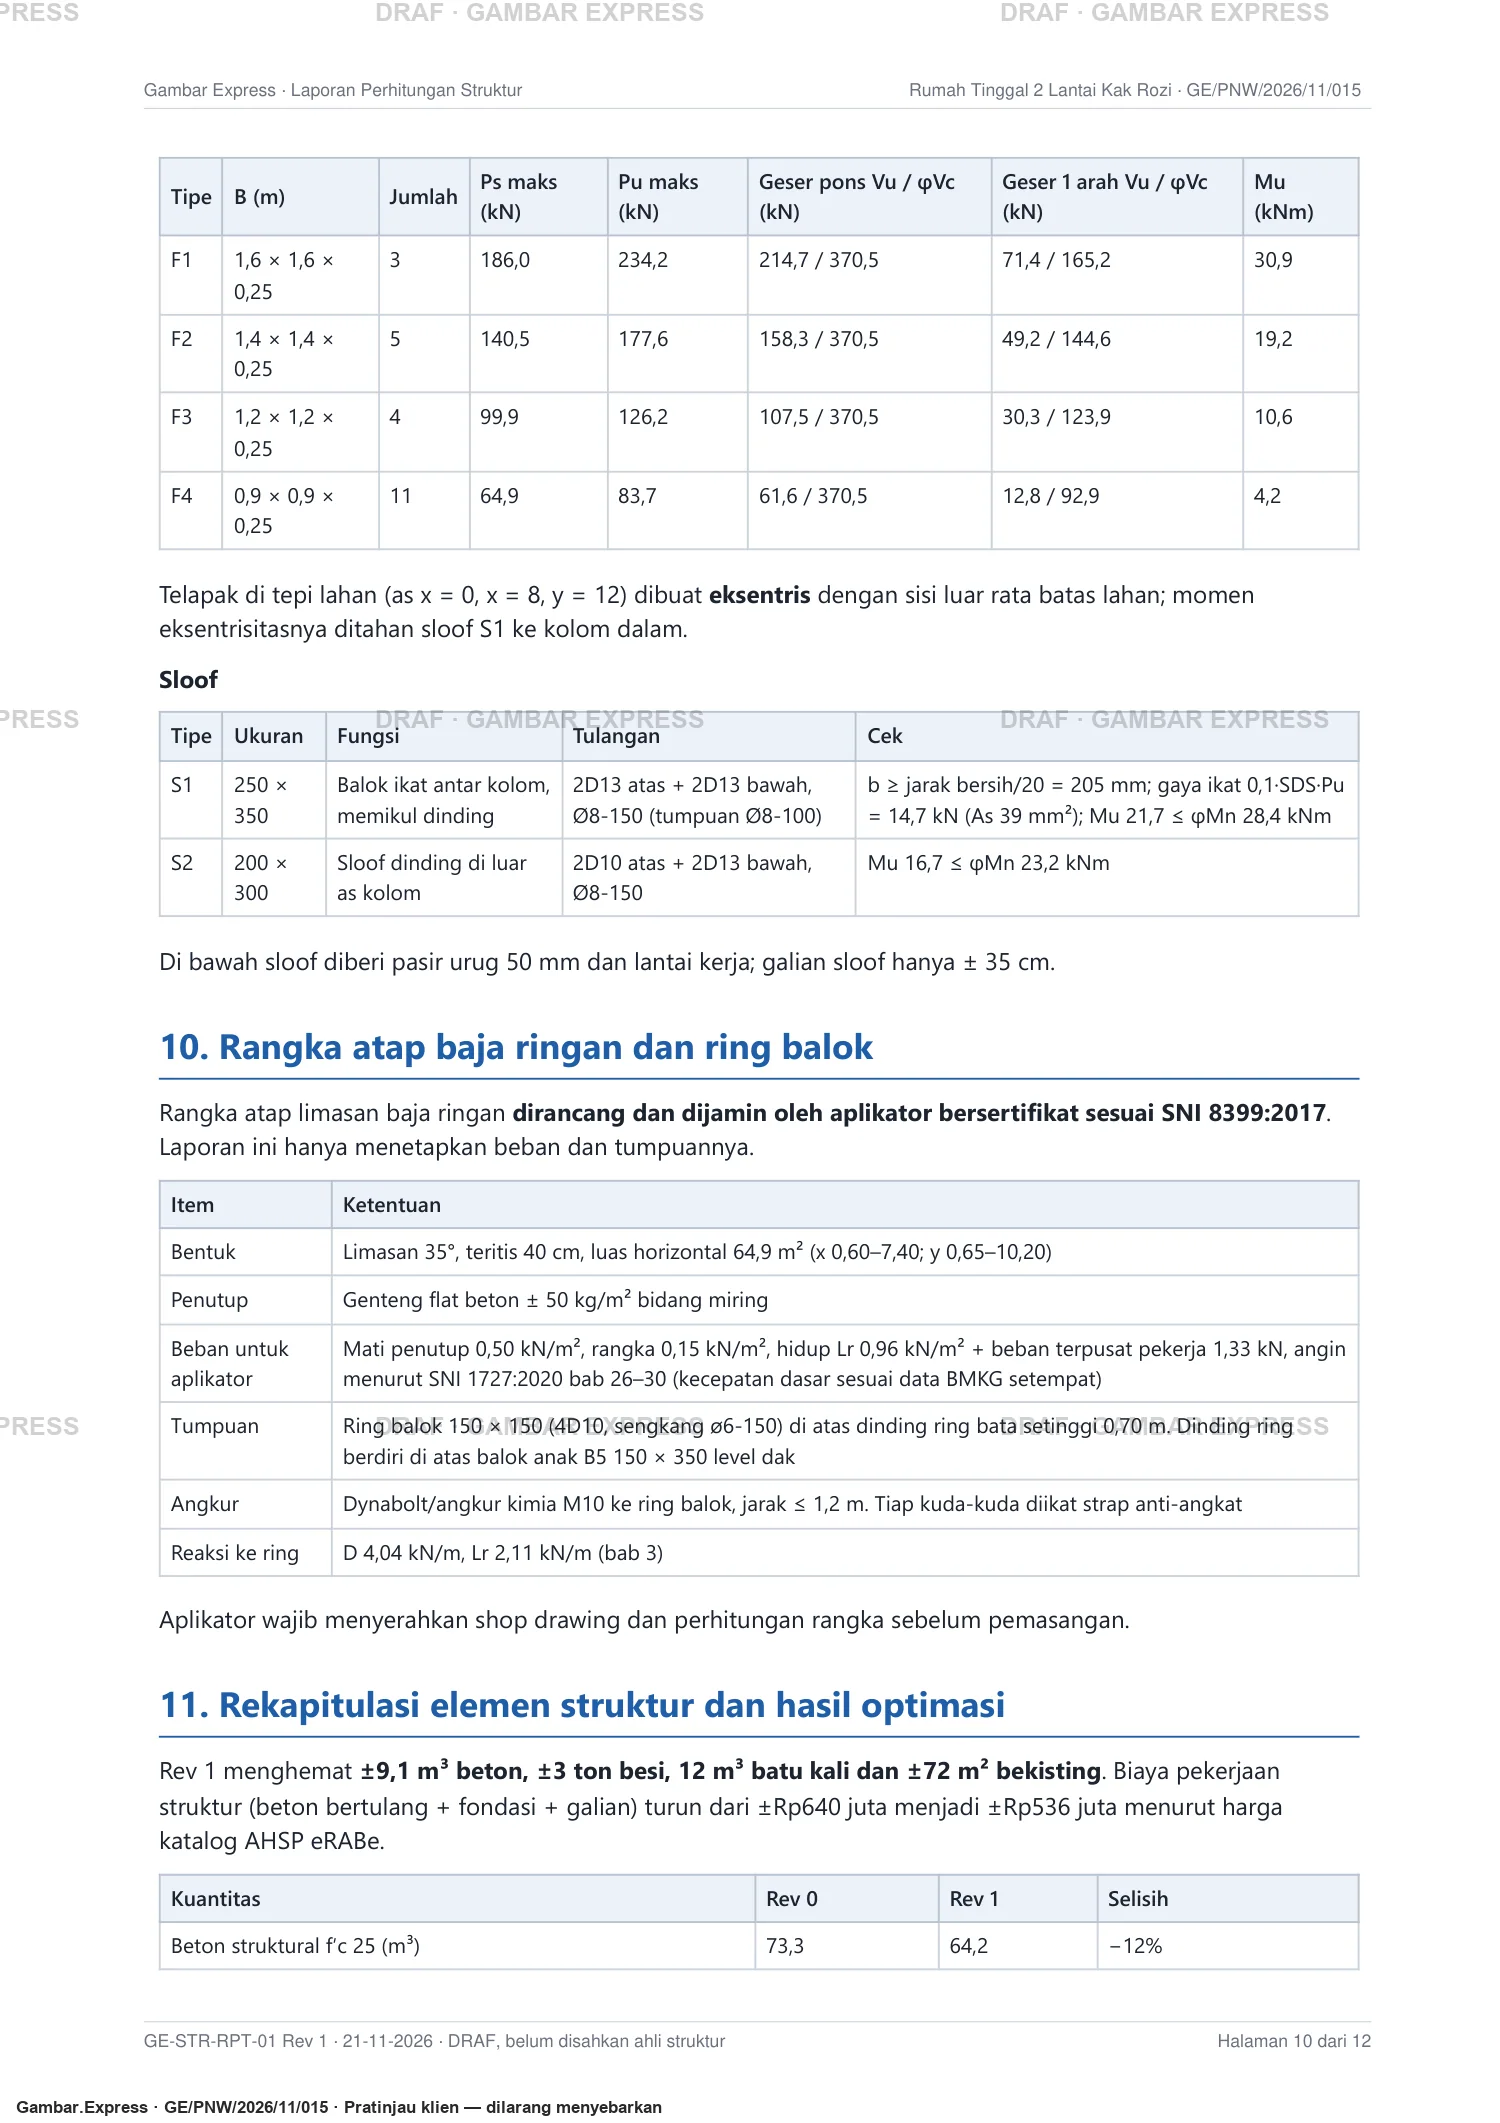 PRESS DRAF · GAMBAR EXPRESS DRAF · GAMBAR EXPRESS
Gambar Express · Laporan Perhitungan Struktur Rumah Tinggal 2 Lantai Kak Rozi · GE/PNW/2026/11/015
Tipe B (m) Jumlah Ps maks (kN) Pu maks (kN) Geser pons Vu / φVc (kN) Geser 1 arah Vu / φVc (kN) Mu (kNm)
F1 1,6 × 1,6 × 0,25 3 186,0 234,2 214,7 / 370,5 71,4 / 165,2 30,9
F2 1,4 × 1,4 × 0,25 5 140,5 177,6 158,3 / 370,5 49,2 / 144,6 19,2
F3 1,2 × 1,2 × 0,25 4 99,9 126,2 107,5 / 370,5 30,3 / 123,9 10,6
F4 0,9 × 0,9 × 0,25 11 64,9 83,7 61,6 / 370,5 12,8 / 92,9 4,2
Telapak di tepi lahan (as x = 0, x = 8, y = 12) dibuat eksentris dengan sisi luar rata batas lahan; momen
eksentrisitasnya ditahan sloof S1 ke kolom dalam.
Sloof
PRESS DRAF · GAMBAR EXPRESS DRAF · GAMBAR EXPRESS
Tipe Ukuran Fungsi Tulangan Cek
S1 250 × 350 Balok ikat antar kolom, memikul dinding 2D13 atas + 2D13 bawah, Ø8-150 (tumpuan Ø8-100) b ≥ jarak bersih/20 = 205 mm; gaya ikat 0,1·SDS·Pu = 14,7 kN (As 39 mm²); Mu 21,7 ≤ φMn 28,4 kNm
S2 200 × 300 Sloof dinding di luar as kolom 2D10 atas + 2D13 bawah, Ø8-150 Mu 16,7 ≤ φMn 23,2 kNm
Di bawah sloof diberi pasir urug 50 mm dan lantai kerja; galian sloof hanya ± 35 cm.
10. Rangka atap baja ringan dan ring balok
Rangka atap limasan baja ringan dirancang dan dijamin oleh aplikator bersertifikat sesuai SNI 8399:2017.
Laporan ini hanya menetapkan beban dan tumpuannya.
Item Ketentuan
Bentuk Limasan 35°, teritis 40 cm, luas horizontal 64,9 m² (x 0,60–7,40; y 0,65–10,20)
Penutup Genteng flat beton ± 50 kg/m² bidang miring
Beban untuk aplikator Mati penutup 0,50 kN/m², rangka 0,15 kN/m², hidup Lr 0,96 kN/m² + beban terpusat pekerja 1,33 kN, angin
menurut SNI 1727:2020 bab 26–30 (kecepatan dasar sesuai data BMKG setempat)
PRESS DRAF · GAMBAR EXPRESS DRAF · GAMBAR EXPRESS
Tumpuan Ring balok 150 × 150 (4D10, sengkang ø6-150) di atas dinding ring bata setinggi 0,70 m. Dinding ring
berdiri di atas balok anak B5 150 × 350 level dak
Angkur Dynabolt/angkur kimia M10 ke ring balok, jarak ≤ 1,2 m. Tiap kuda-kuda diikat strap anti-angkat
Reaksi ke ring D 4,04 kN/m, Lr 2,11 kN/m (bab 3)
Aplikator wajib menyerahkan shop drawing dan perhitungan rangka sebelum pemasangan.
11. Rekapitulasi elemen struktur dan hasil optimasi
Rev 1 menghemat ±9,1 m³ beton, ±3 ton besi, 12 m³ batu kali dan ±72 m² bekisting. Biaya pekerjaan
struktur (beton bertulang + fondasi + galian) turun dari ±Rp640 juta menjadi ±Rp536 juta menurut harga
katalog AHSP eRABe.
Kuantitas Rev 0 Rev 1 Selisih
Beton struktural f'c 25 (m³) 73,3 64,2 −12%
GE-STR-RPT-01 Rev 1 · 21-11-2026 · DRAF, belum disahkan ahli struktur Halaman 10 dari 12
Gambar.Express · GE/PNW/2026/11/015 · Pratinjau klien — dilarang menyebarkan